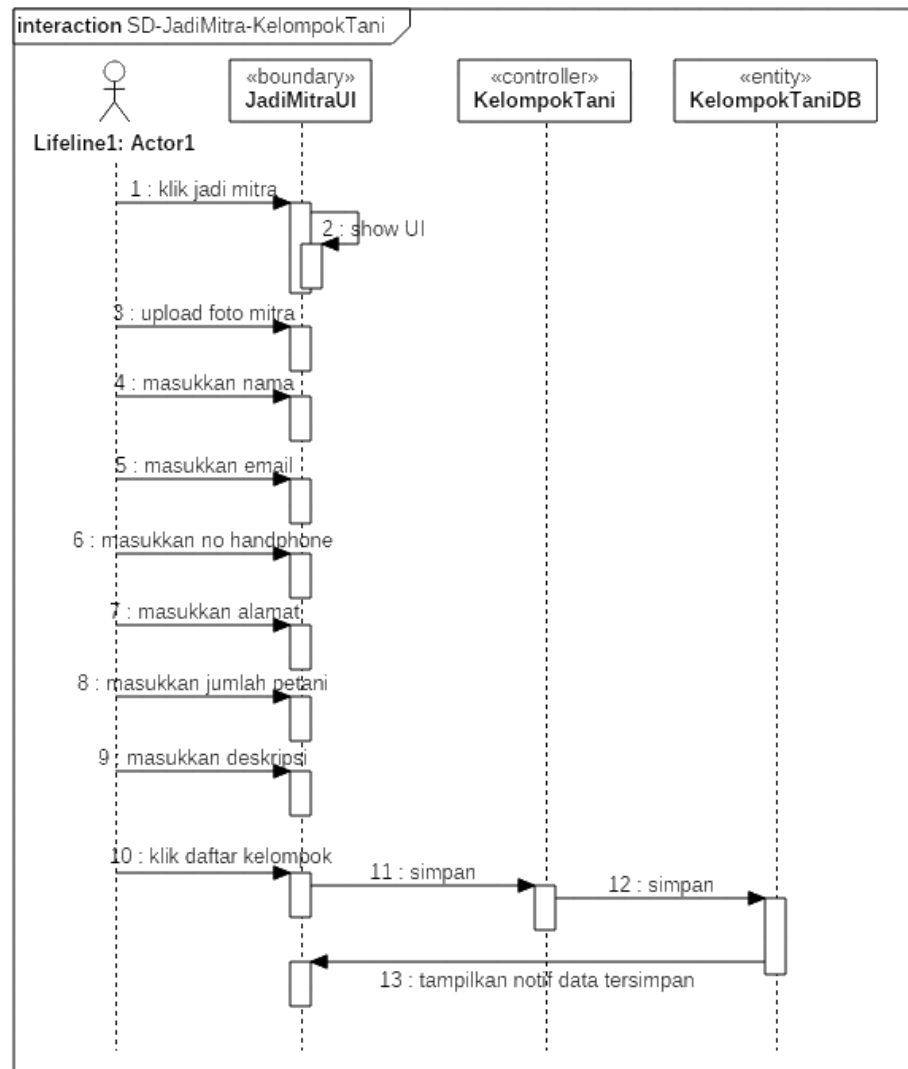 interaction SD-JadiMitra-KelompokTani
«boundary»
JadiMitraUI
«controller»
KelompokTani
«entity»
KelompokTaniDB
Lifeline1: Actor1
1 : klik jadi mitra
2 : show UI
3 : upload foto mitra
4 : masukkan nama
5 : masukkan email
6 : masukkan no handphone
7 : masukkan alamat
8 : masukkan jumlah petani
9 : masukkan deskripsi
10 : klik daftar kelompok
11 : simpan
12 : simpan
13 : tampilkan notif data tersimpan